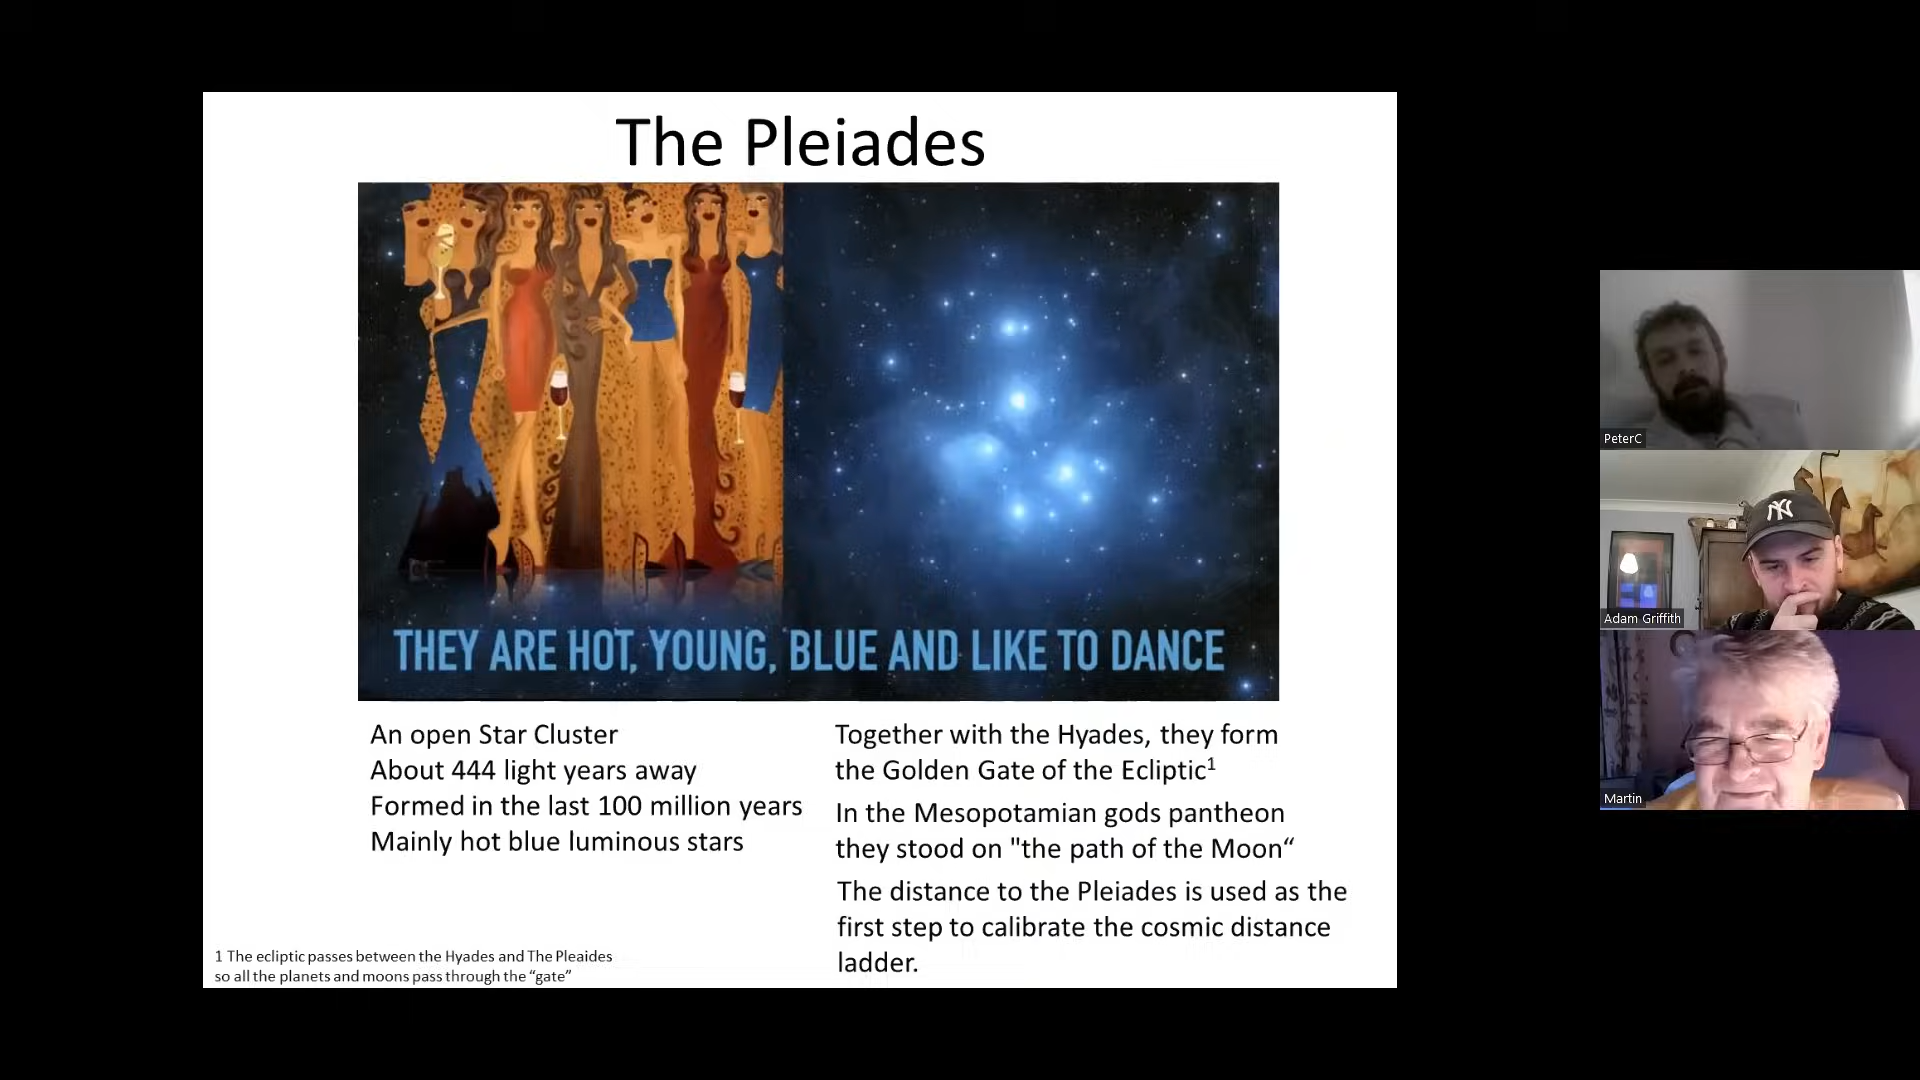 The Pleiades
THEY ARE HOT, YOUNG, BLUE AND LIKE TO DANCE
An open Star Cluster
About 444 light years away
Formed in the last 100 million years
Mainly hot blue luminous stars
Together with the Hyades, they form
the Golden Gate of the Ecliptic¹
In the Mesopotamian gods pantheon
they stood on "the path of the Moon“
The distance to the Pleiades is used as the
first step to calibrate the cosmic distance
ladder.
1 The ecliptic passes between the Hyades and The Pleaides
so all the planets and moons pass through the “gate”
PeterC
NY
Adam Griffith
Martin